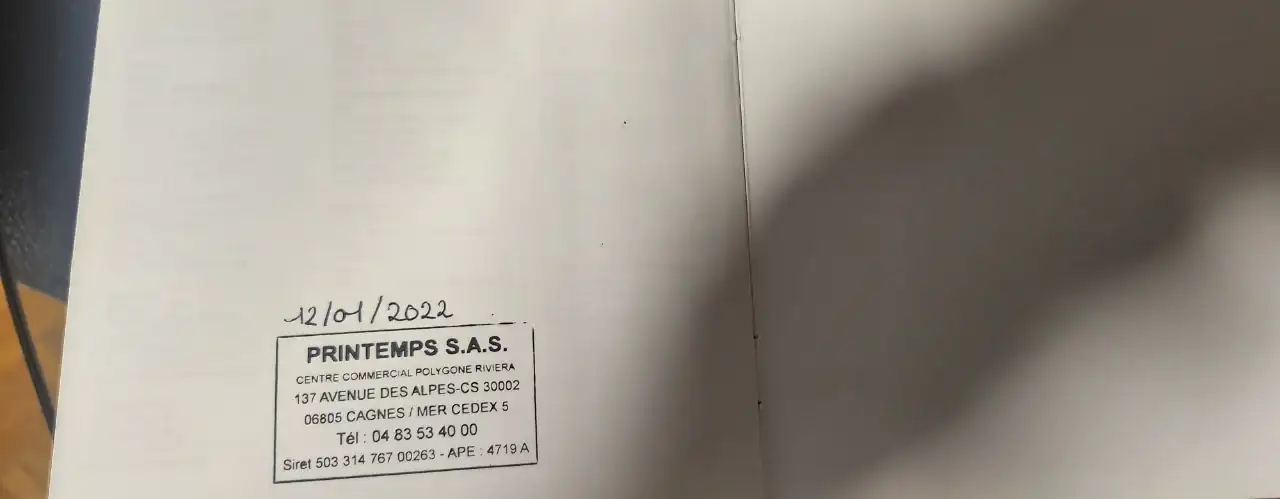 12/01/2022
PRINTEMPS S.A.S.
CENTRE COMMERCIAL POLYGONE RIVIERA
137 AVENUE DES ALPES-CS 30002
06805 CAGNES / MER CEDEX 5
Tél : 04 83 53 40 00
Siret 503 314 767 00263 - APE : 4719 A